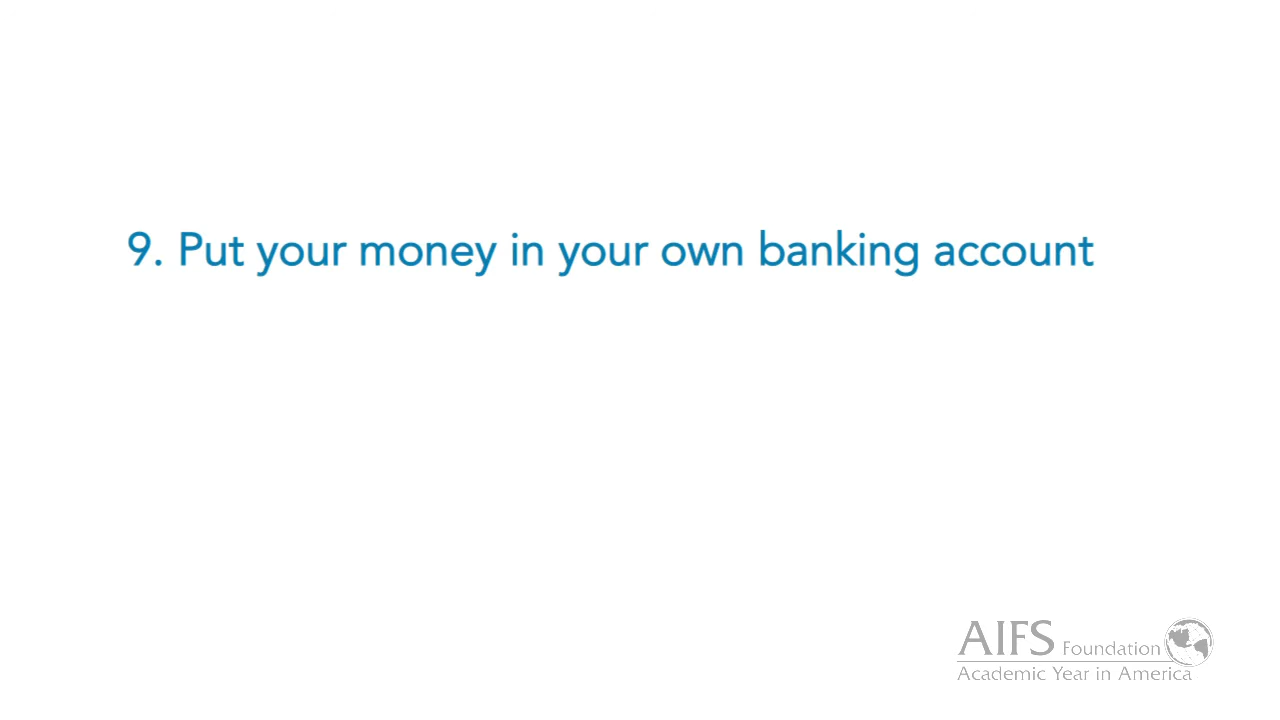 9. Put your money in your own banking account
AIFS Foundation
Academic Year in America